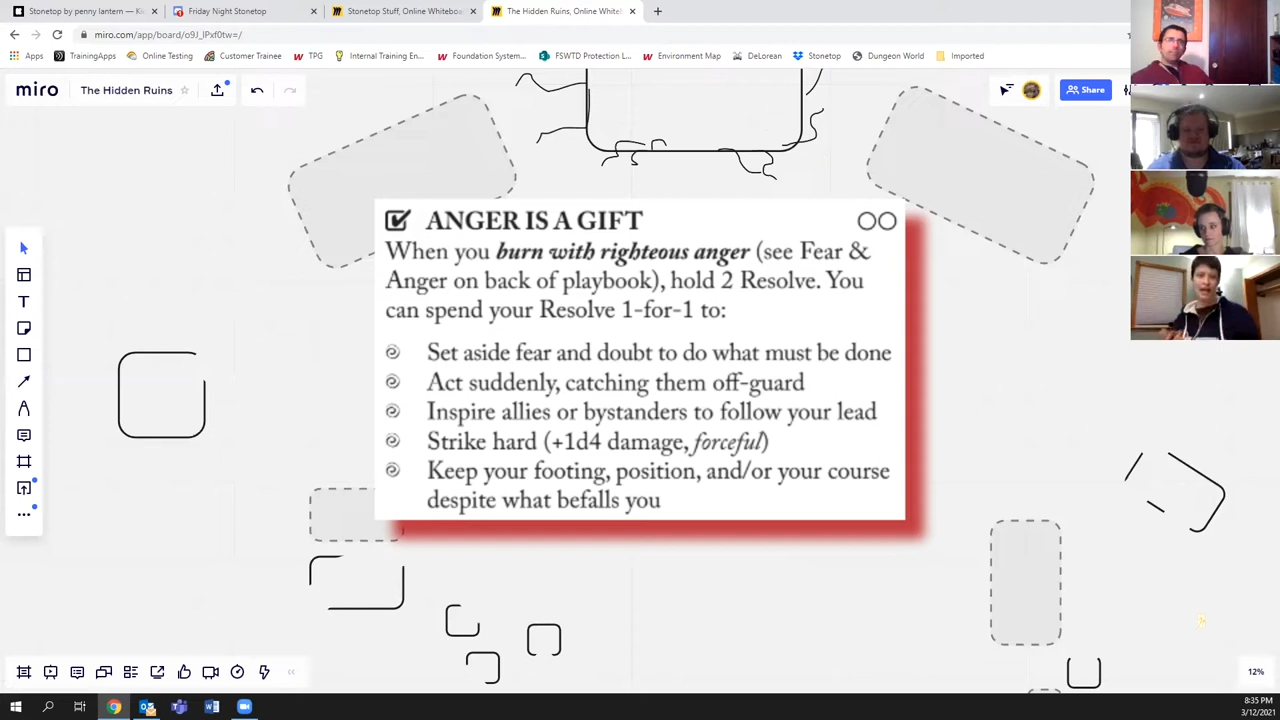 Stonetop by penny lantern — Ki
Friday Night Stonetop
Stonetop Stuff, Online Whitebo
The Hidden Ruins, Online White
miro.com/app/board/o9J_lPxf0tw=/
Apps TrainingApps Online Testing Customer Trainee TPG Internal Training En... Foundation System... FSWTD Protection L... Environment Map DeLorean Stonetop Dungeon World Imported
miro The Hidden Ruins Share
ANGER IS A GIFT
When you burn with righteous anger (see Fear &
Anger on back of playbook), hold 2 Resolve. You
can spend your Resolve 1-for-1 to:
Set aside fear and doubt to do what must be done
Act suddenly, catching them off-guard
Inspire allies or bystanders to follow your lead
Strike hard (+1d4 damage, forceful)
Keep your footing, position, and/or your course
despite what befalls you
12%
8:35 PM
3/12/2021